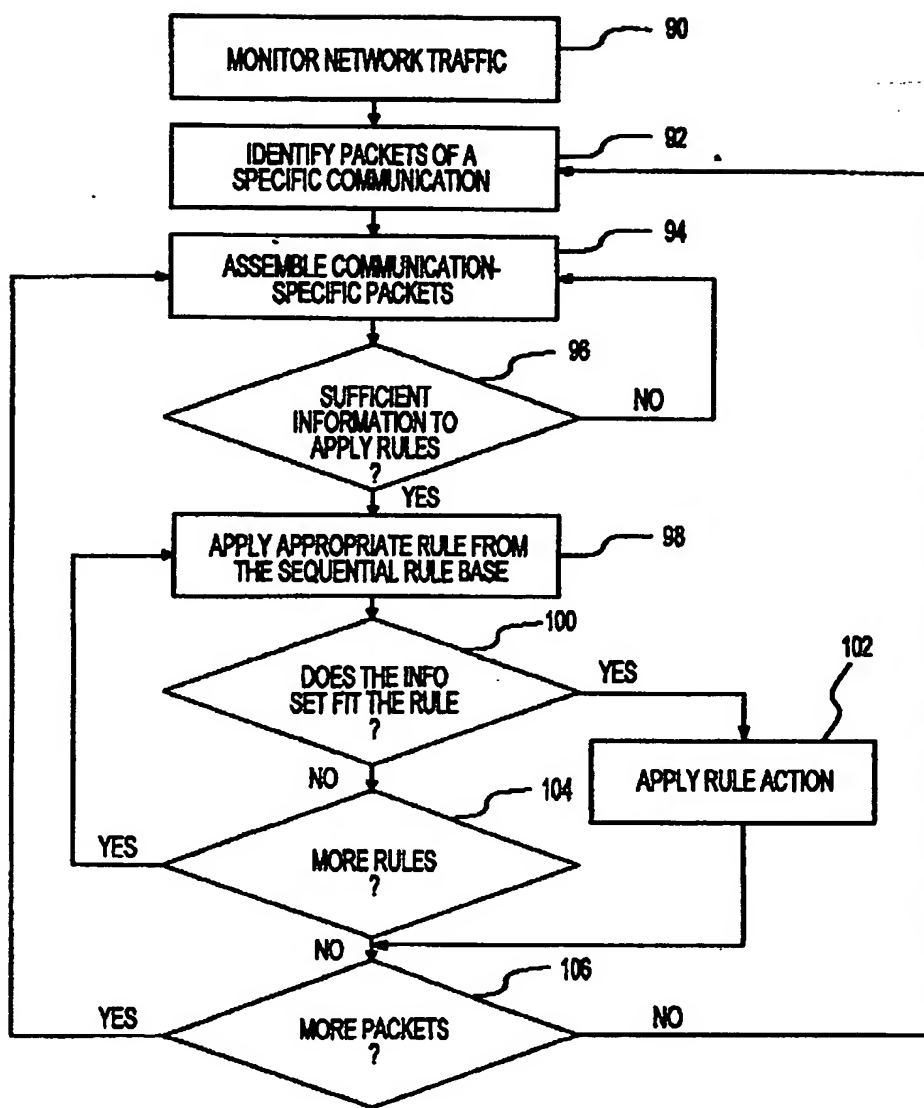 MONITOR NETWORK TRAFFIC
90
IDENTIFY PACKETS OF A
SPECIFIC COMMUNICATION
92
ASSEMBLE COMMUNICATION-
SPECIFIC PACKETS
94
SUFFICIENT
INFORMATION TO
APPLY RULES
?
96
NO
YES
APPLY APPROPRIATE RULE FROM
THE SEQUENTIAL RULE BASE
98
DOES THE INFO
SET FIT THE RULE
?
100
YES
102
APPLY RULE ACTION
NO
MORE RULES
?
104
YES
NO
MORE PACKETS
?
106
YES
NO